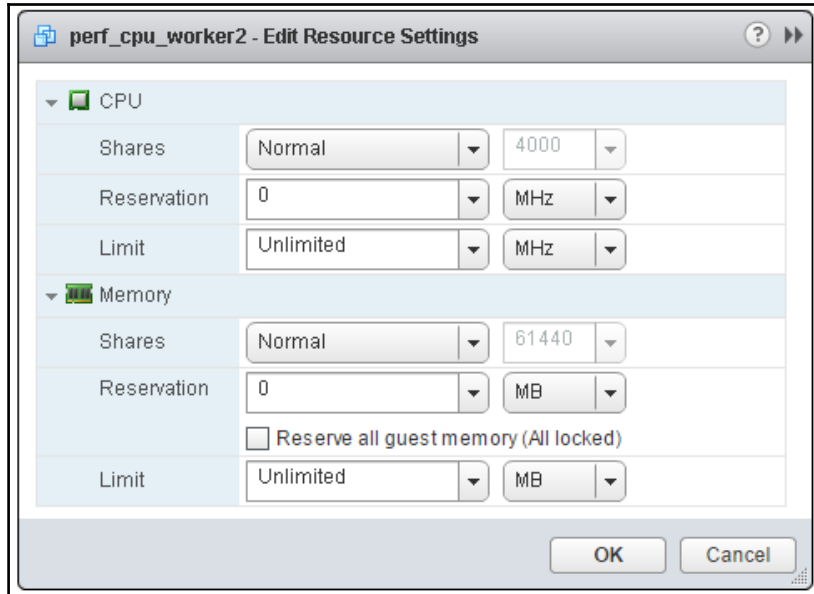 perf_cpu_worker2 - Edit Resource Settings ?
CPU
Shares Normal 4000
Reservation 0 MHz
Limit Unlimited MHz
Memory
Shares Normal 61440
Reservation 0 MB
Reserve all guest memory (All locked)
Limit Unlimited MB
OK Cancel